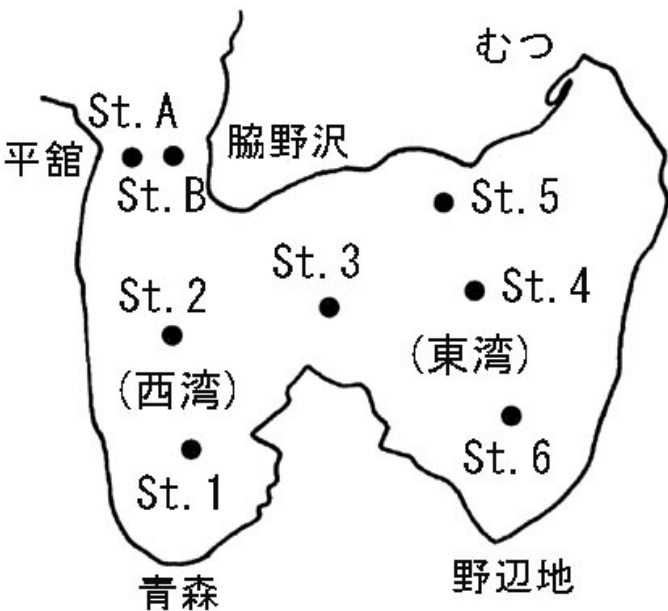 むつ
St. A
平舘
脇野沢
St. B
St. 5
St. 3
St. 2
St. 4
(東湾)
(西湾)
St. 6
St. 1
青森
野辺地